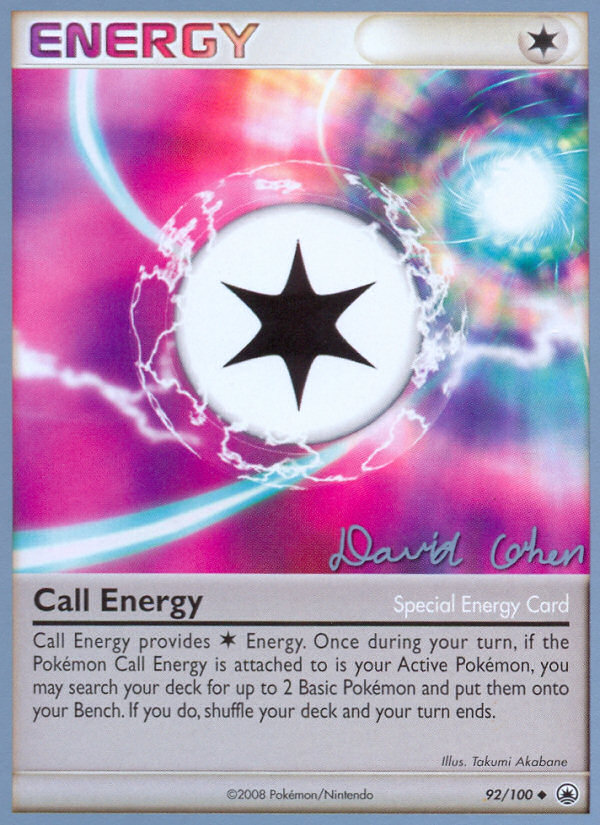 ENERGY
David Cohen
Call Energy
Special Energy Card
Call Energy provides ✶ Energy. Once during your turn, if the
Pokémon Call Energy is attached to is your Active Pokémon, you
may search your deck for up to 2 Basic Pokémon and put them onto
your Bench. If you do, shuffle your deck and your turn ends.
Illus. Takumi Akabane
©2008 Pokémon/Nintendo
92/100 ◆